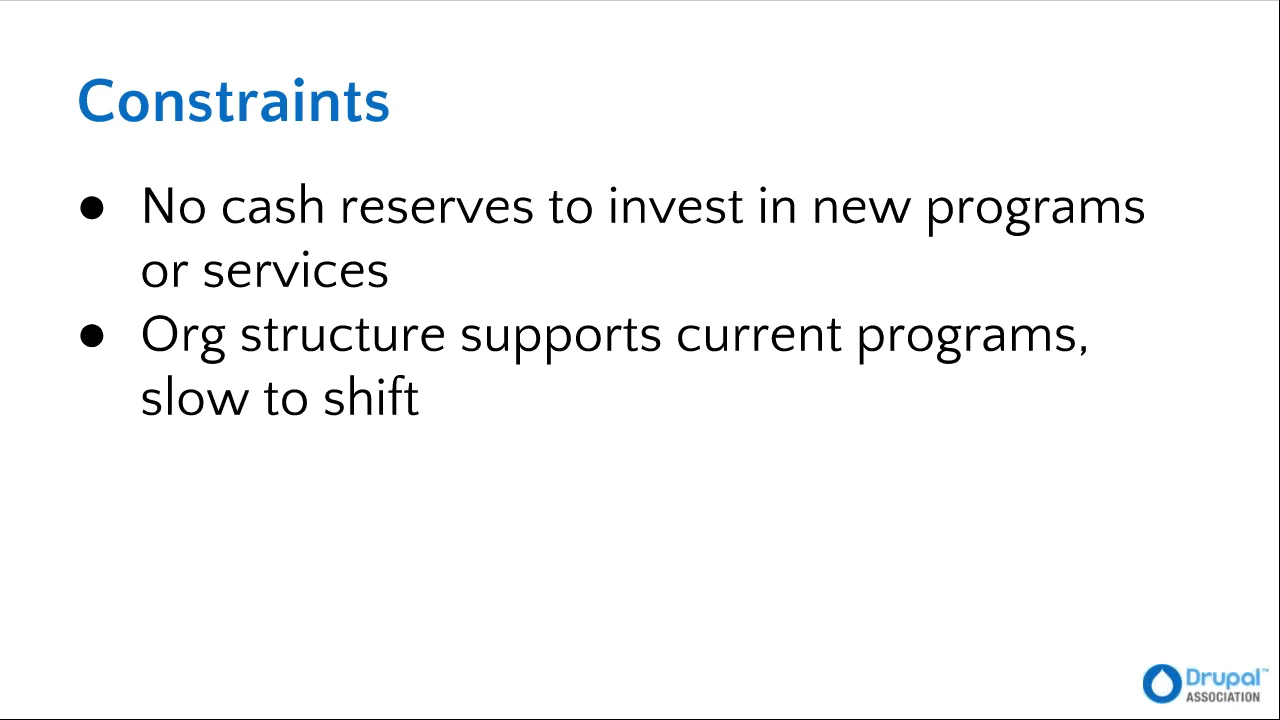 Constraints
● No cash reserves to invest in new programs
or services
● Org structure supports current programs,
slow to shift
Drupal™
ASSOCIATION